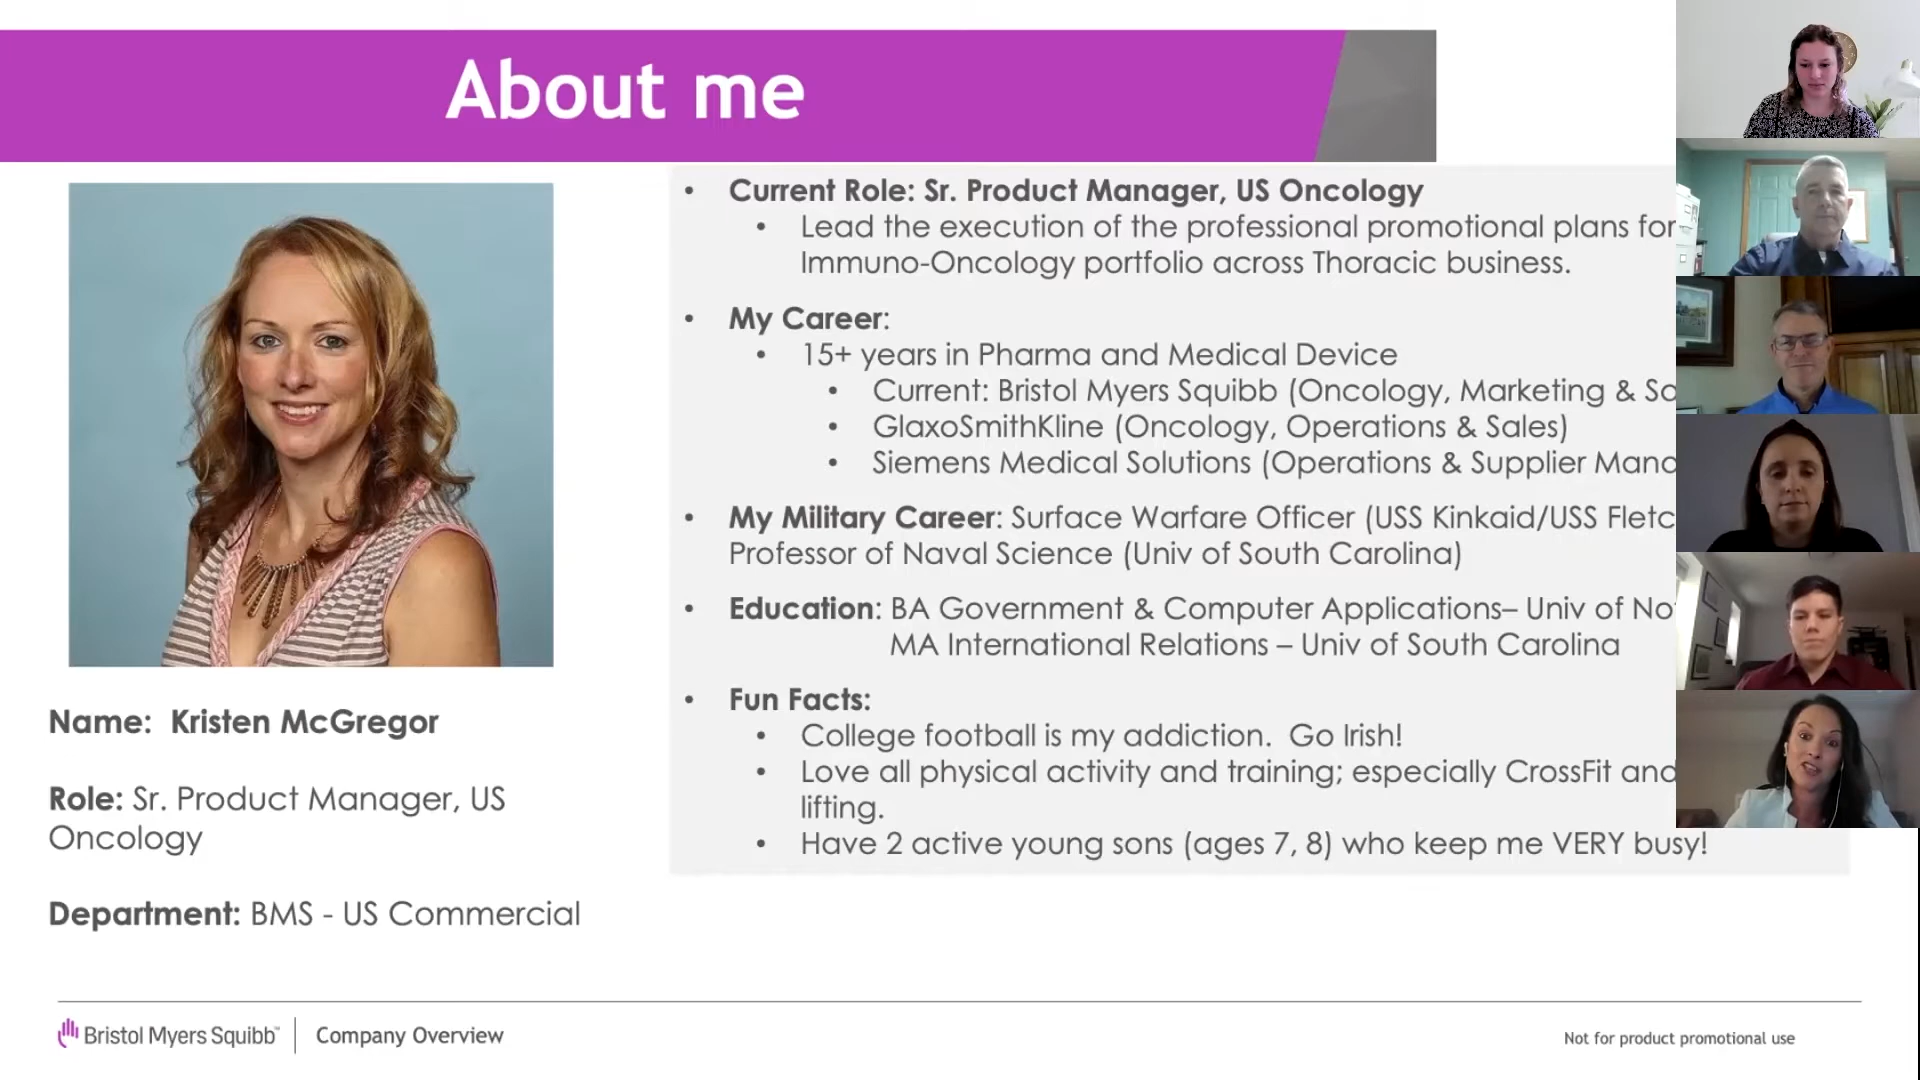 About me
• Current Role: Sr. Product Manager, US Oncology
• Lead the execution of the professional promotional plans for
Immuno-Oncology portfolio across Thoracic business.
• My Career:
• 15+ years in Pharma and Medical Device
• Current: Bristol Myers Squibb (Oncology, Marketing &
• GlaxoSmithKline (Oncology, Operations & Sales)
• Siemens Medical Solutions (Operations & Supplier
• My Military Career: Surface Warfare Officer (USS Kinkaid/USS
Professor of Naval Science (Univ of South Carolina)
• Education: BA Government & Computer Applications– Univ of
MA International Relations – Univ of South Carolina
• Fun Facts:
• College football is my addiction. Go Irish!
• Love all physical activity and training; especially CrossFit and
lifting.
• Have 2 active young sons (ages 7, 8) who keep me VERY busy!
Name: Kristen McGregor
Role: Sr. Product Manager, US
Oncology
Department: BMS - US Commercial
Bristol Myers Squibb™ | Company Overview
Not for product promotional use